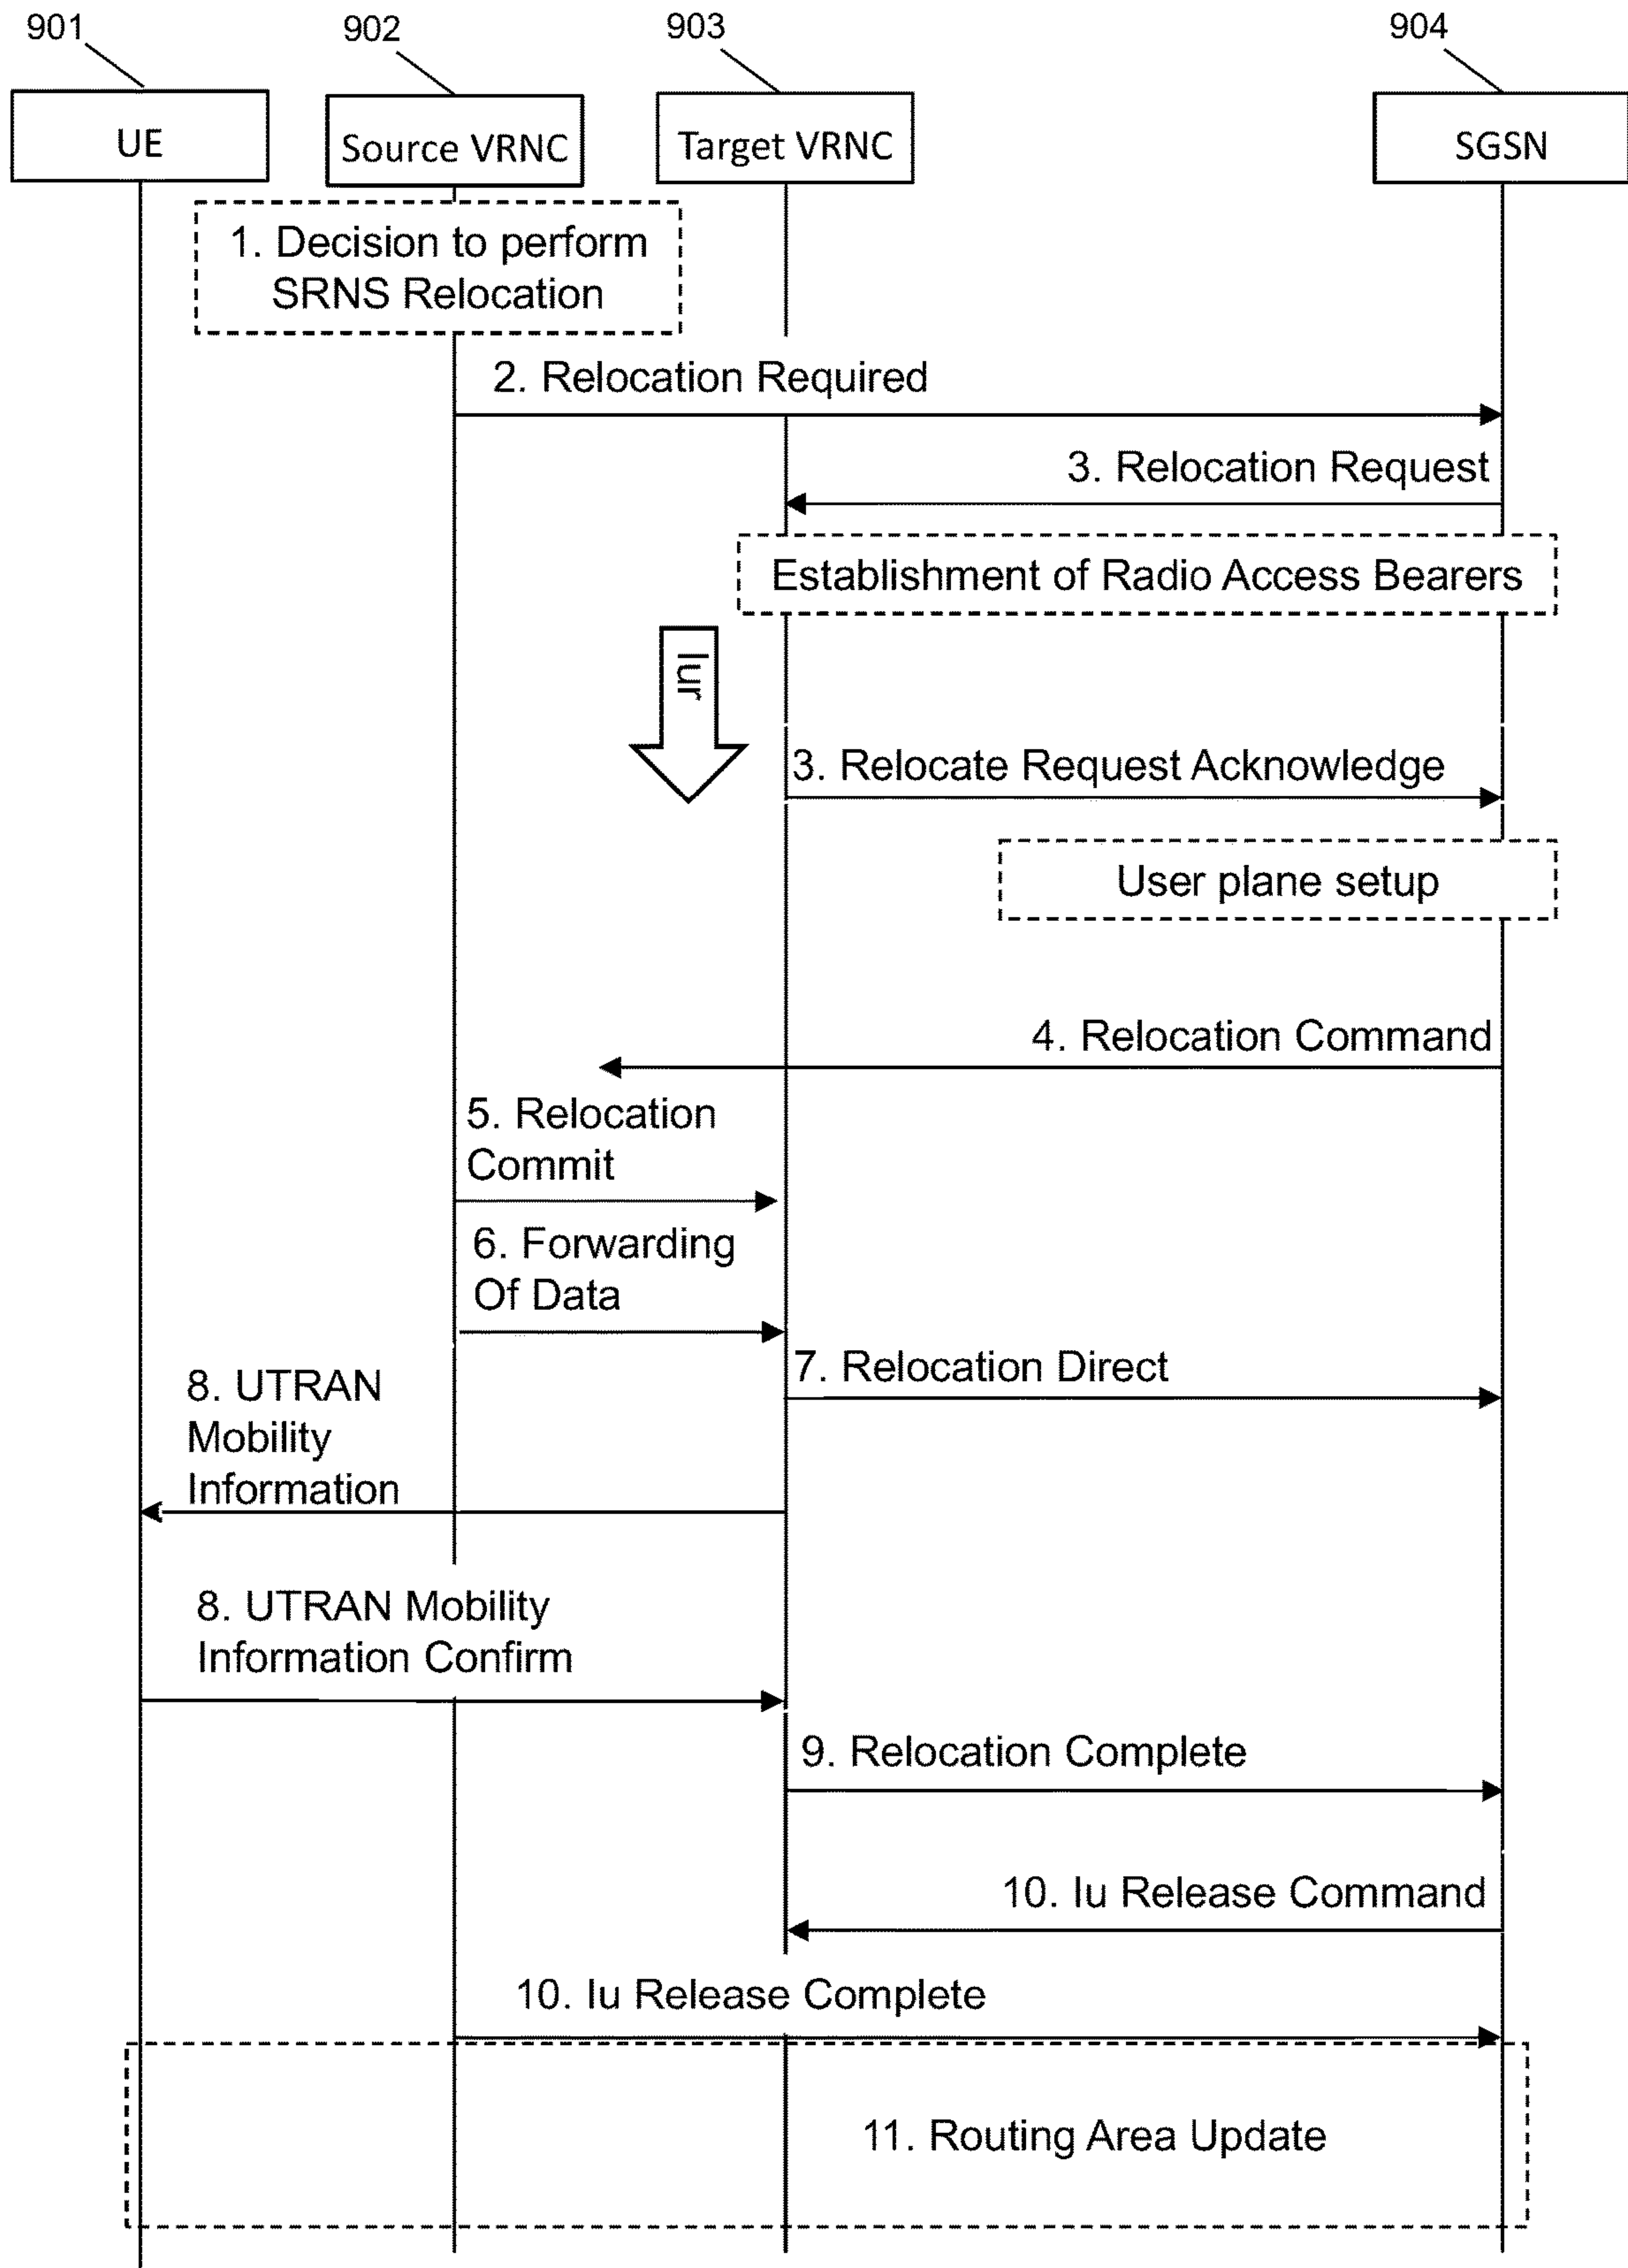 901
902
903
904
UE
Source VRNC
Target VRNC
SGSN
1. Decision to perform
SRNS Relocation
2. Relocation Required
3. Relocation Request
Establishment of Radio Access Bearers
Iur
3. Relocate Request Acknowledge
User plane setup
4. Relocation Command
5. Relocation
Commit
6. Forwarding
Of Data
7. Relocation Direct
8. UTRAN
Mobility
Information
8. UTRAN Mobility
Information Confirm
9. Relocation Complete
10. Iu Release Command
10. Iu Release Complete
11. Routing Area Update